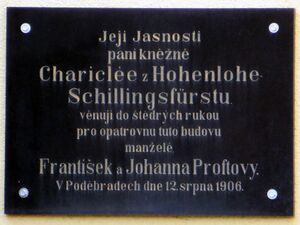 Její Jasnosti
paní kněžně
Chariclée z Hohenlohe-
Schillingsfürstu
věnují do štědrých rukou
pro opatrovnu tuto budovu
manželé
František a Johanna Proftovy.
V Poděbradech dne 12. srpna 1906.